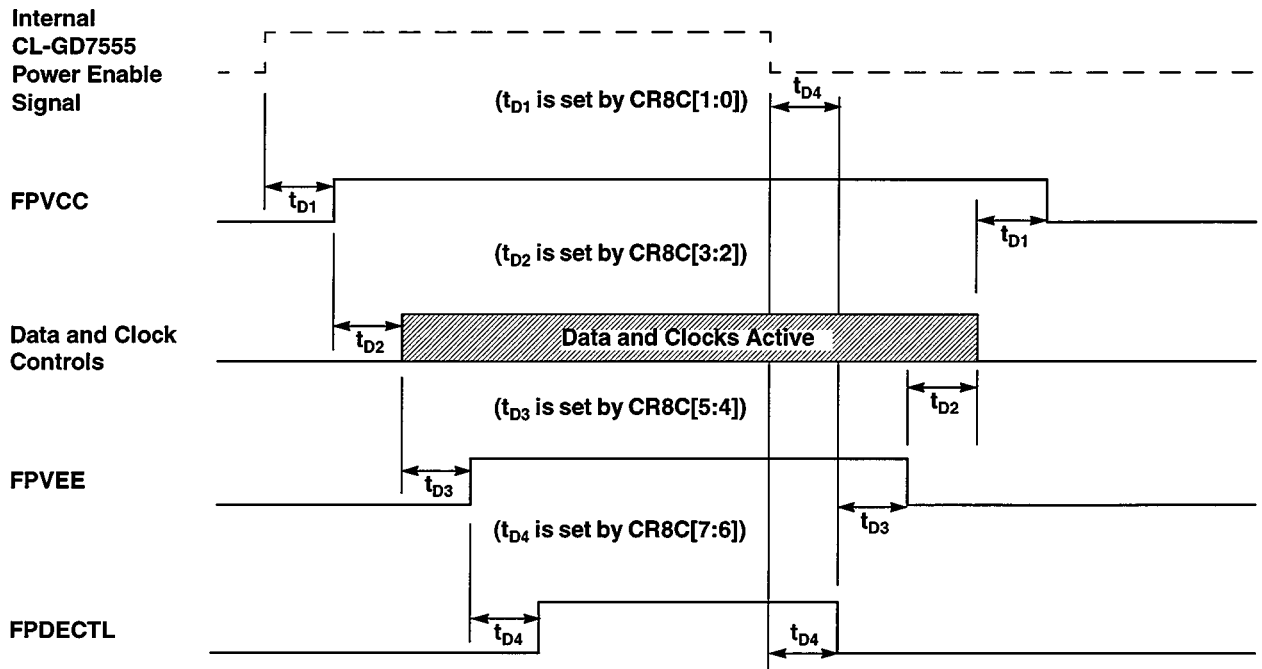 Internal
CL-GD7555
Power Enable
Signal
(tD1 is set by CR8C[1:0])
tD4
FPVCC
tD1
tD1
(tD2 is set by CR8C[3:2])
Data and Clock
Controls
tD2
Data and Clocks Active
tD2
(tD3 is set by CR8C[5:4])
FPVEE
tD3
tD3
(tD4 is set by CR8C[7:6])
FPDECTL
tD4
tD4